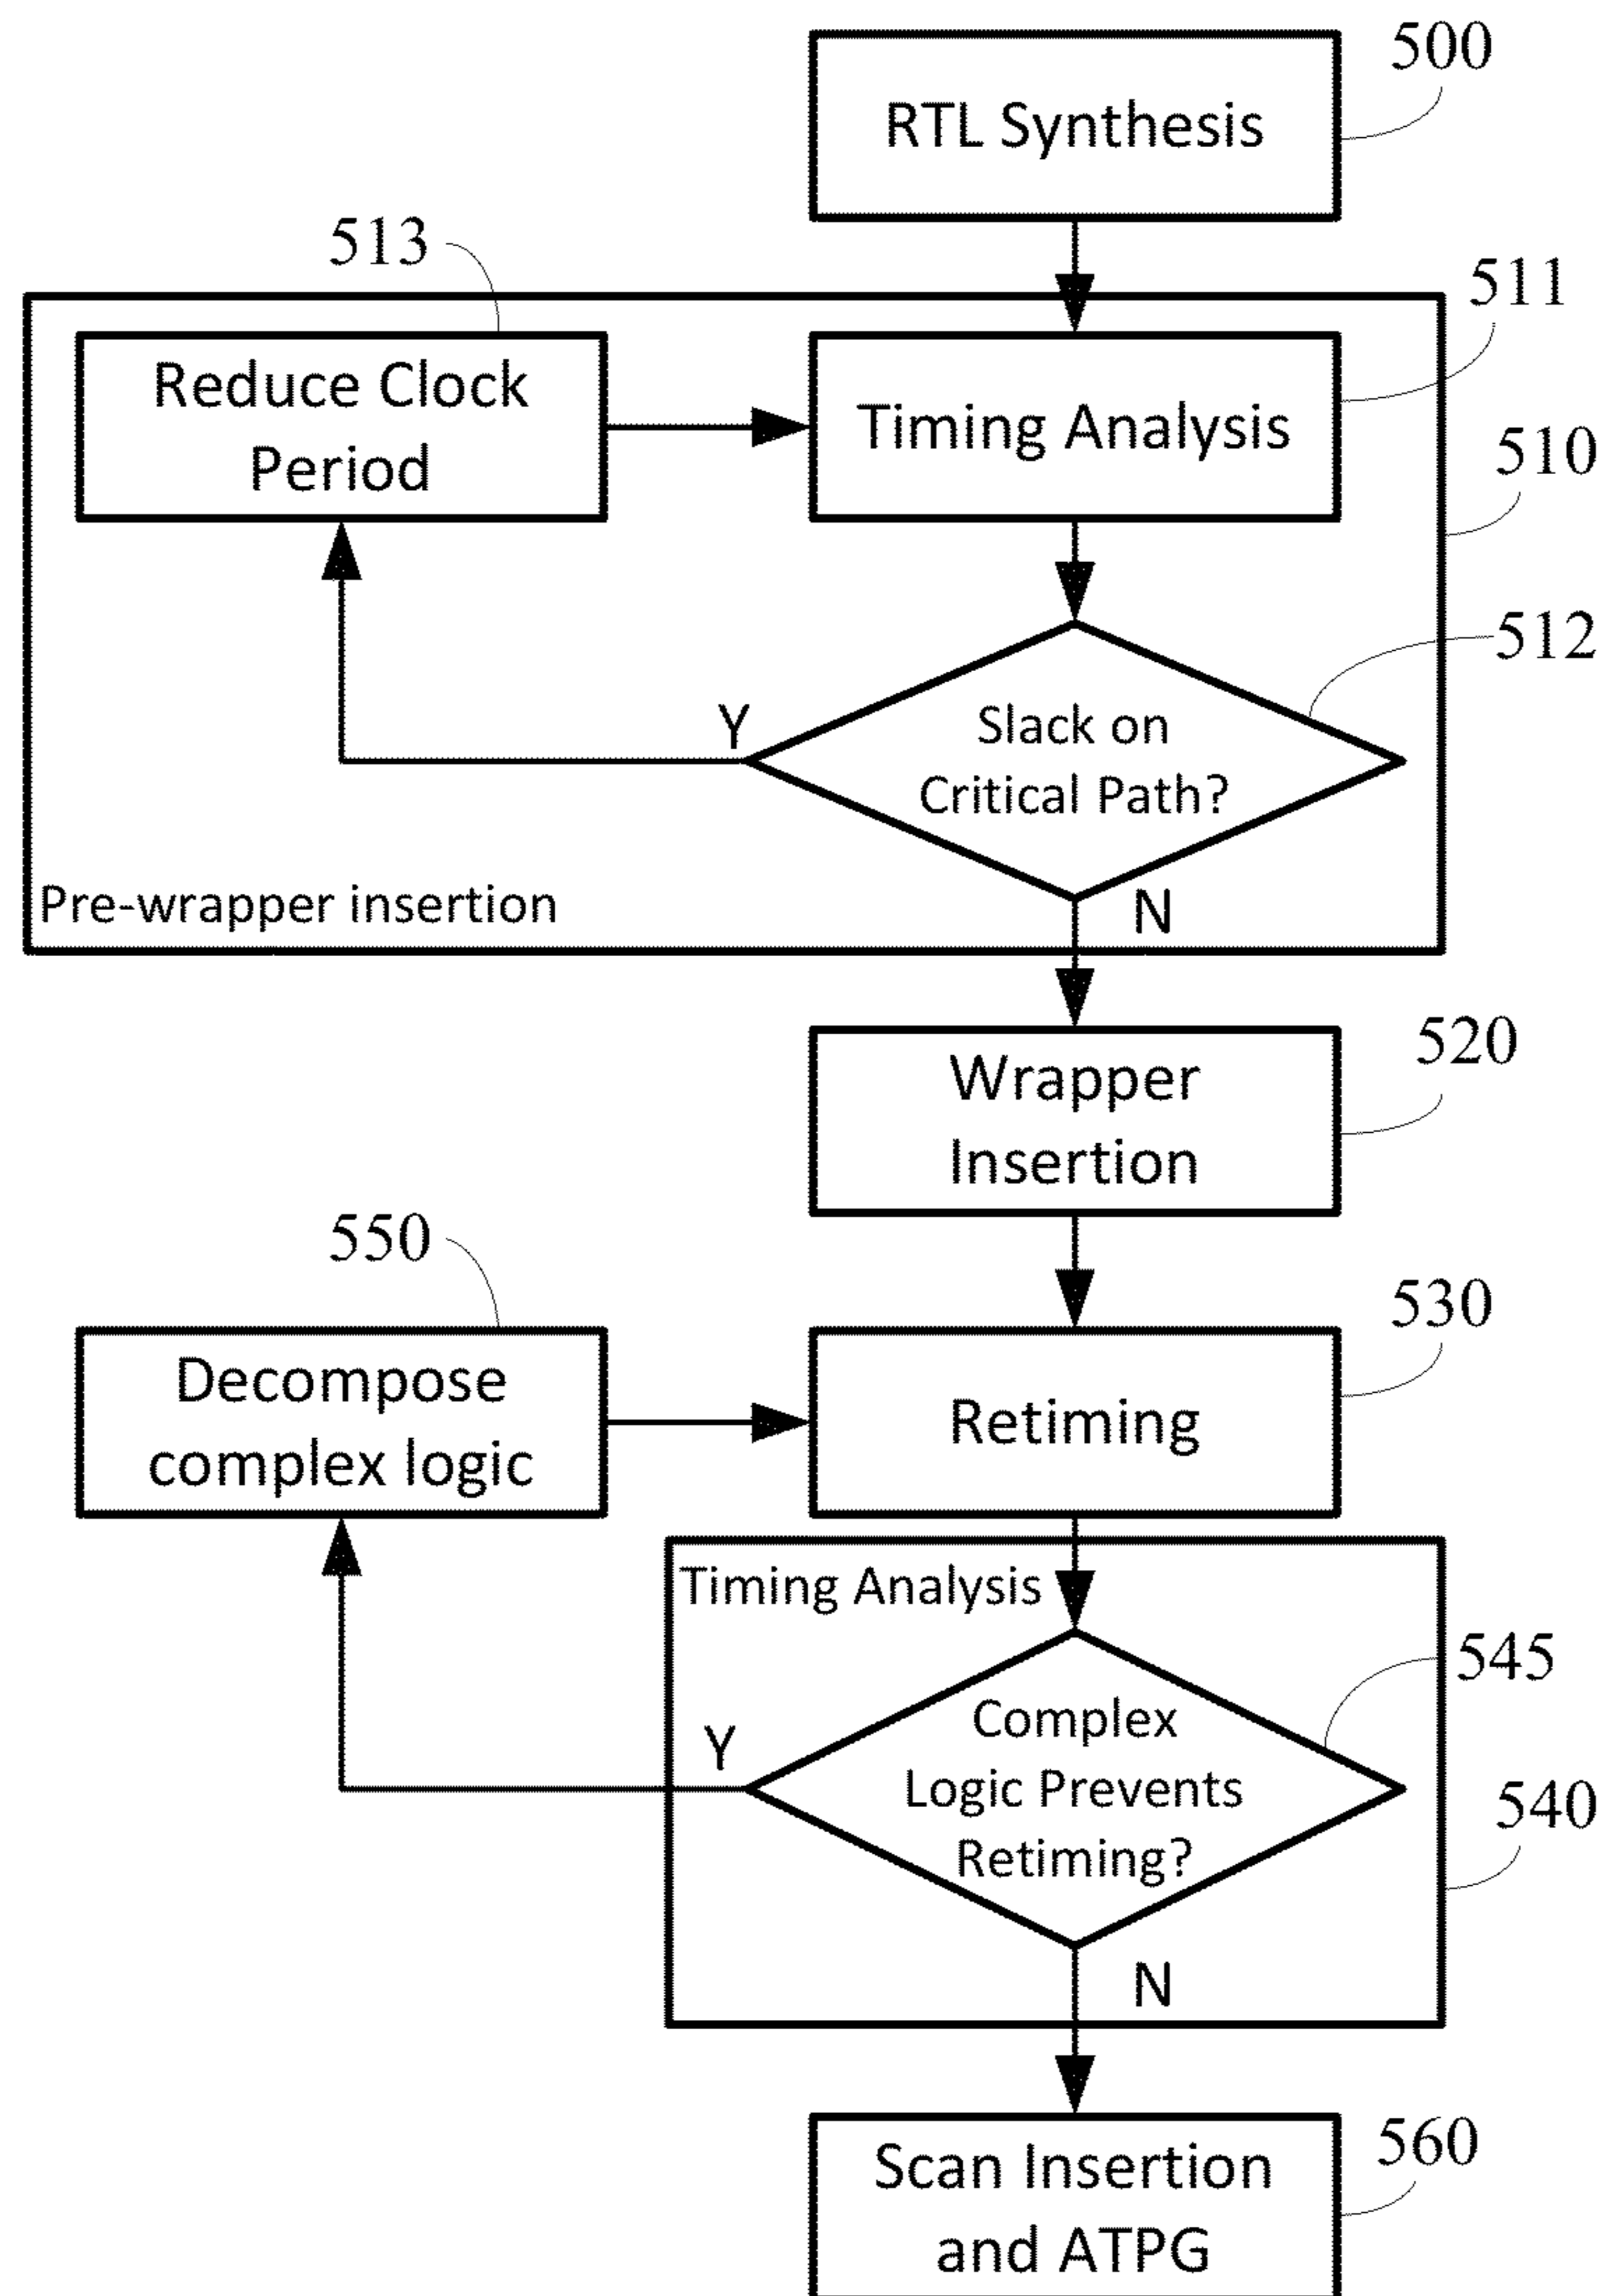 500
RTL Synthesis
513
511
Reduce Clock
Period
Timing Analysis
510
512
Slack on
Critical Path?
Y
Pre-wrapper insertion
N
520
Wrapper
Insertion
550
530
Decompose
complex logic
Retiming
Timing Analysis
545
Complex
Logic Prevents
Retiming?
Y
540
N
560
Scan Insertion
and ATPG